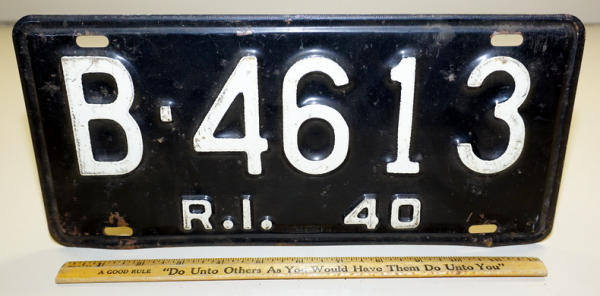 B-4613
R.I. 40
A GOOD RULE "Do Unto Others As You Would Have Them Do Unto You"